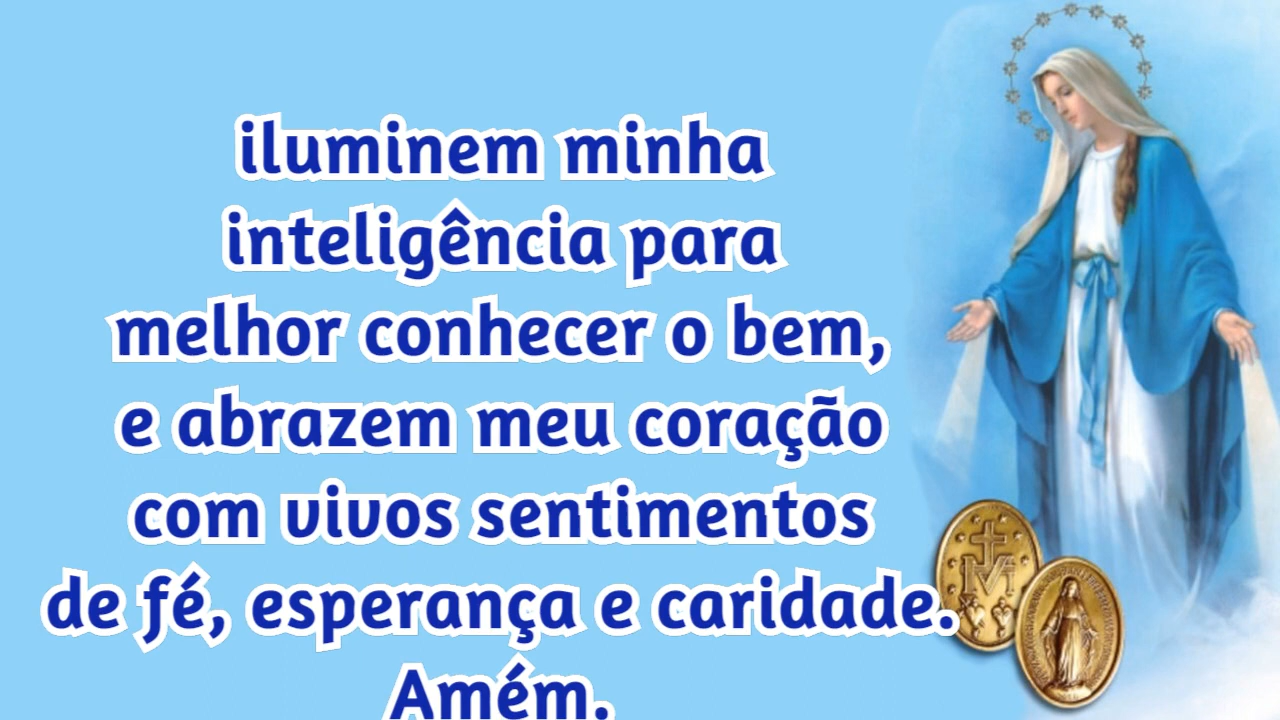 iluminem minha
inteligência para
melhor conhecer o bem,
e abrazem meu coração
com vivos sentimentos
de fé, esperança e caridade.
Amém.